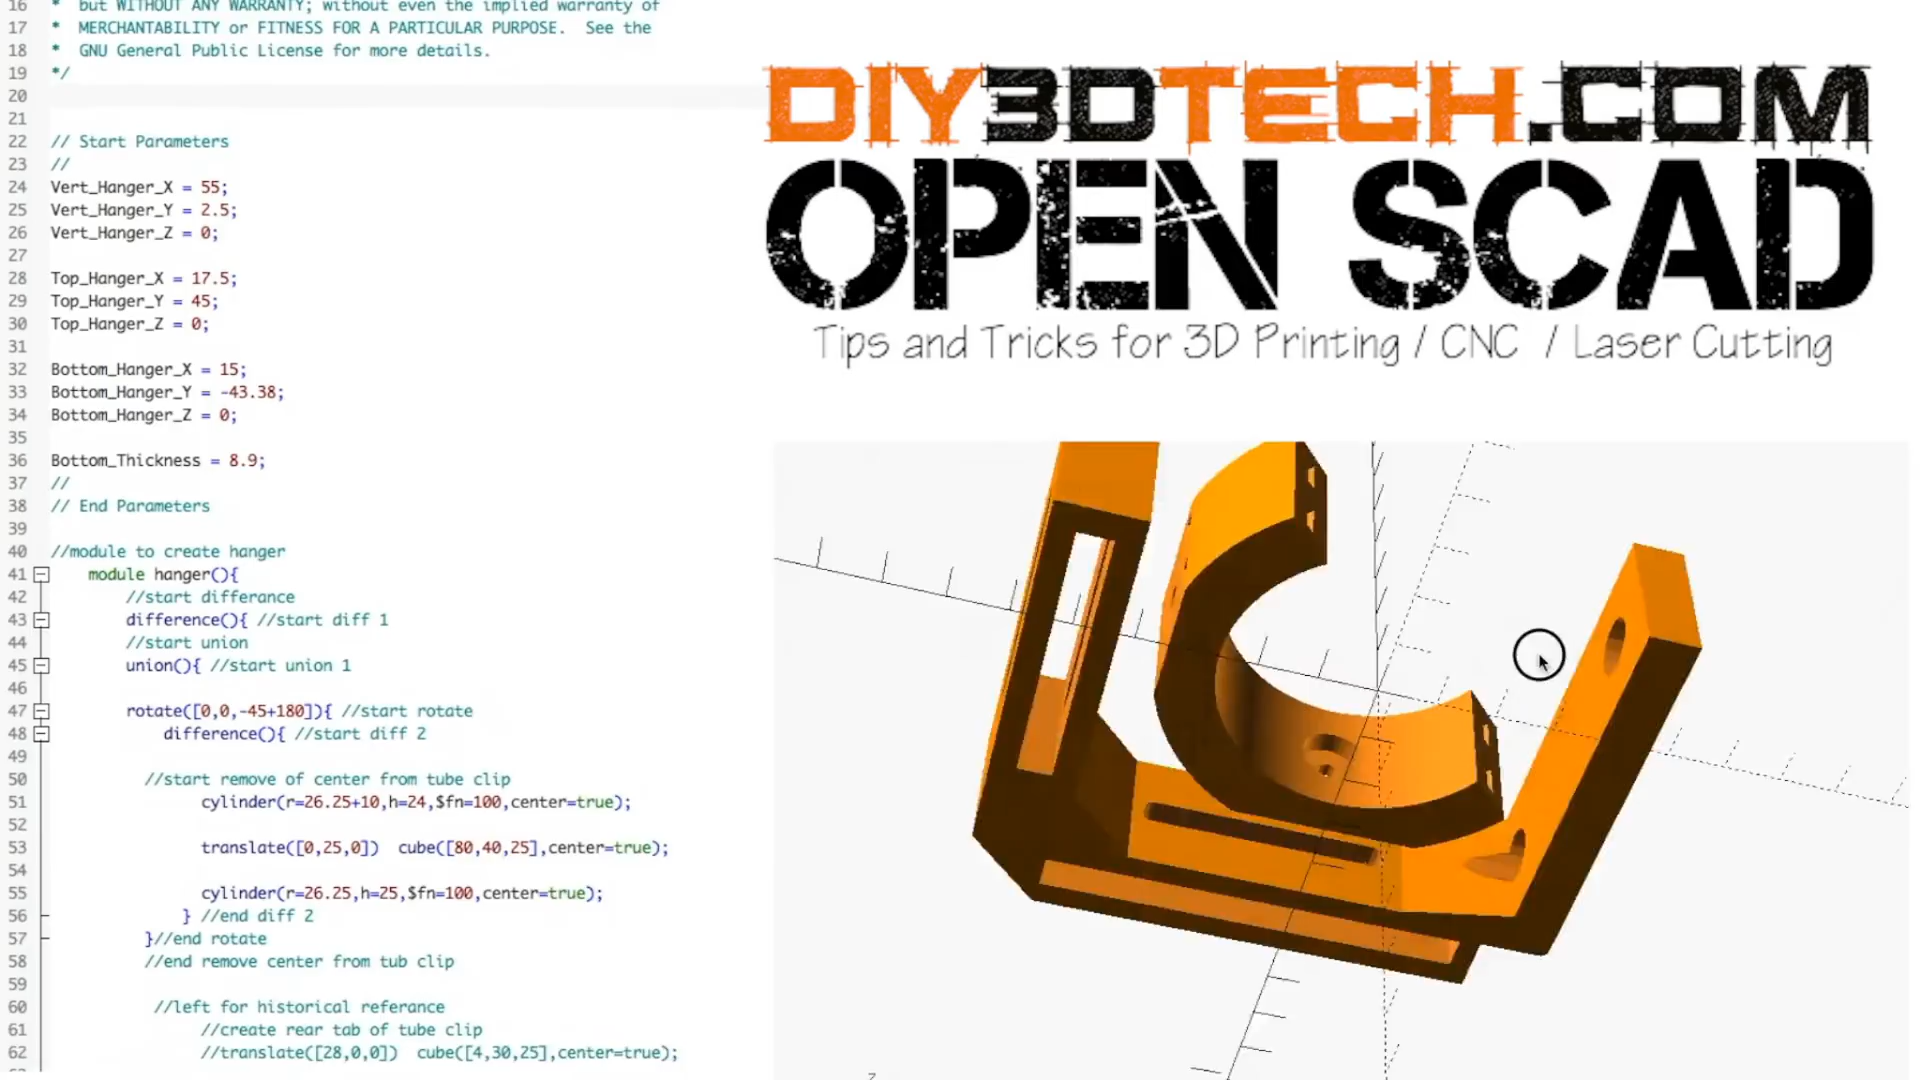 16 * but WITHOUT ANY WARRANTY; without even the implied warranty of
17 * MERCHANTABILITY or FITNESS FOR A PARTICULAR PURPOSE. See the
18 * GNU General Public License for more details.
19 */
20
21
22 // Start Parameters
23 //
24 Vert_Hanger_X = 55;
25 Vert_Hanger_Y = 2.5;
26 Vert_Hanger_Z = 0;
27
28 Top_Hanger_X = 17.5;
29 Top_Hanger_Y = 45;
30 Top_Hanger_Z = 0;
31
32 Bottom_Hanger_X = 15;
33 Bottom_Hanger_Y = -43.38;
34 Bottom_Hanger_Z = 0;
35
36 Bottom_Thickness = 8.9;
37 //
38 // End Parameters
39
40 //module to create hanger
41 module hanger(){
42 //start differance
43 difference(){ //start diff 1
44 //start union
45 union(){ //start union 1
46
47 rotate([0,0,-45+180]){ //start rotate
48 difference(){ //start diff 2
49
50 //start remove of center from tube clip
51 cylinder(r=26.25+10,h=24,$fn=100,center=true);
52
53 translate([0,25,0]) cube([80,40,25],center=true);
54
55 cylinder(r=26.25,h=25,$fn=100,center=true);
56 } //end diff 2
57 }//end rotate
58 //end remove center from tub clip
59
60 //left for historical referance
61 //create rear tab of tube clip
62 //translate([28,0,0]) cube([4,30,25],center=true);
DIY3DTECH.COM
OPEN SCAD
Tips and Tricks for 3D Printing / CNC / Laser Cutting